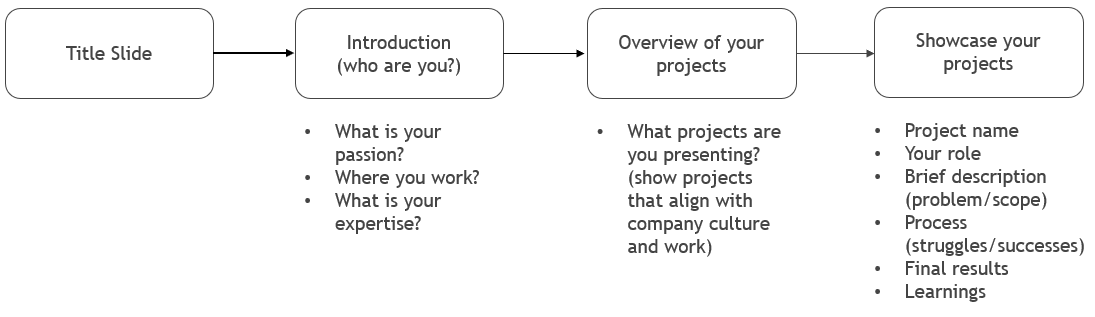 Title Slide
Introduction
(who are you?)
Overview of your
projects
Showcase your
projects
• What is your
passion?
• Where you work?
• What is your
expertise?
• What projects are
you presenting?
(show projects
that align with
company culture
and work)
• Project name
• Your role
• Brief description
(problem/scope)
• Process
(struggles/successes)
• Final results
• Learnings